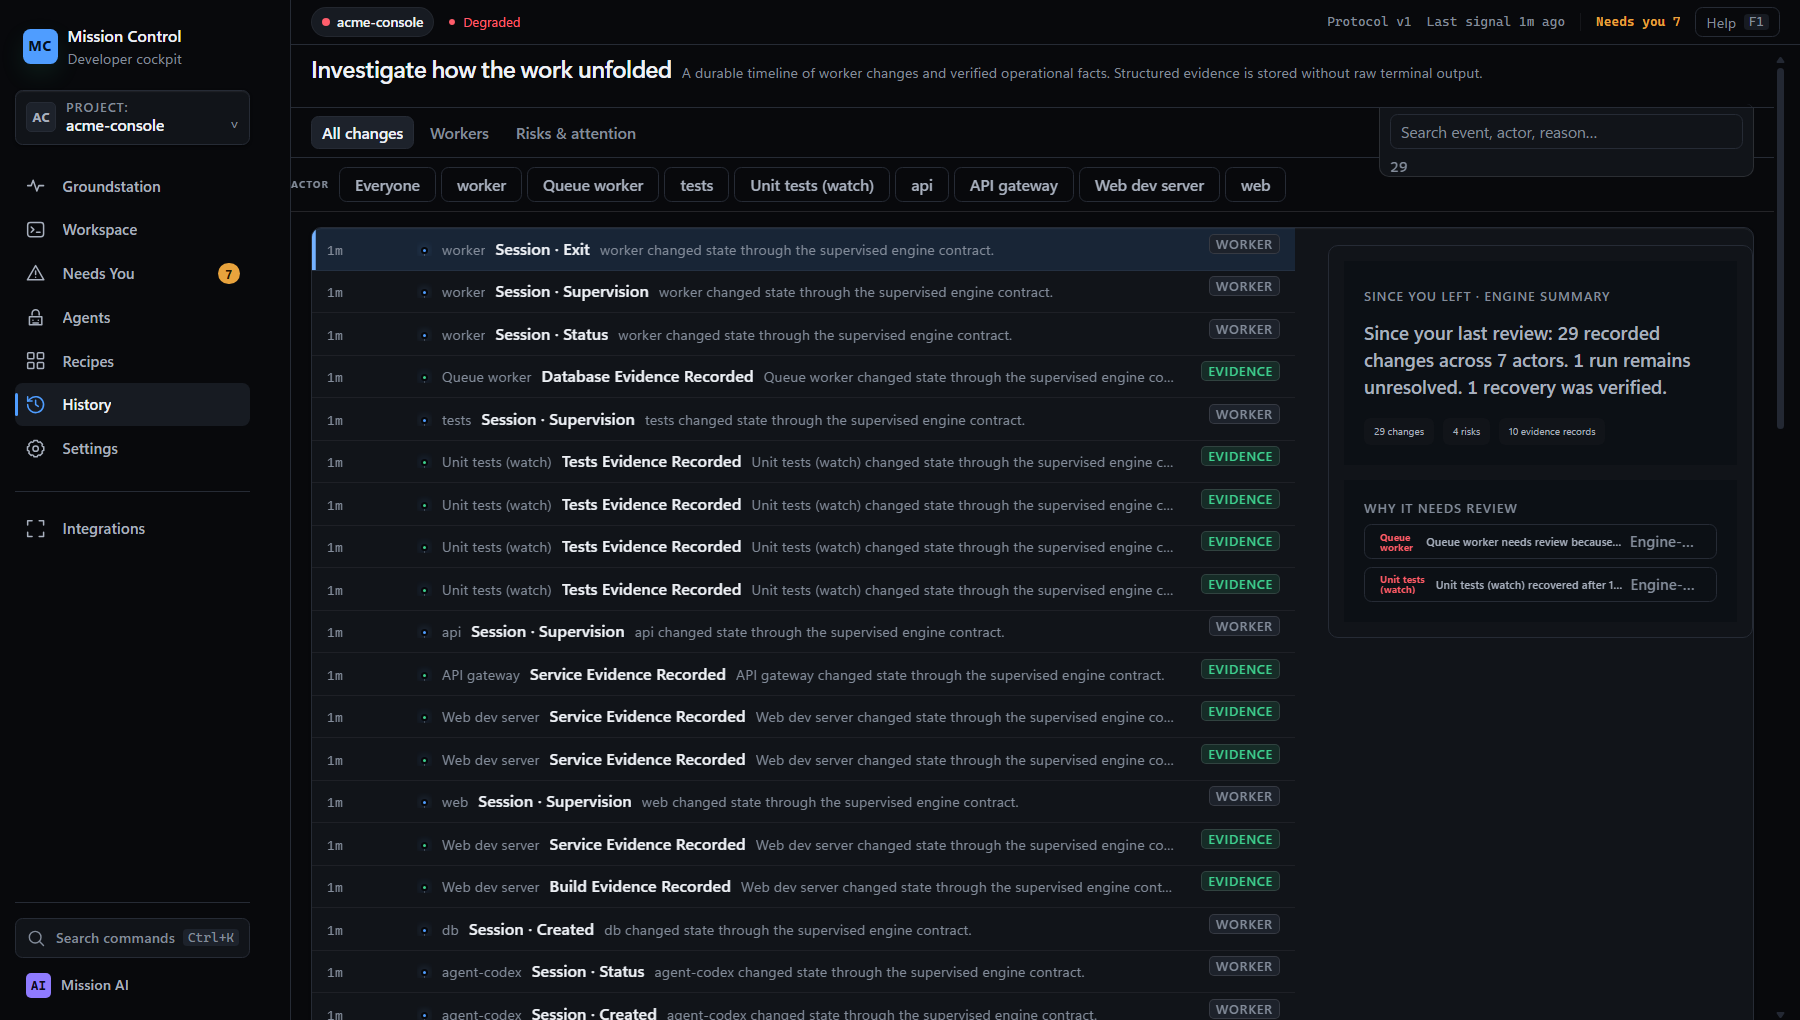 MC Mission Control
Developer cockpit
AC PROJECT:
acme-console v
Groundstation
Workspace
Needs You 7
Agents
Recipes
History
Settings
Integrations
Search commands Ctrl+K
AI Mission AI
acme-console Degraded
Protocol v1 Last signal 1m ago Needs you 7 Help F1
Investigate how the work unfolded A durable timeline of worker changes and verified operational facts. Structured evidence is stored without raw terminal output.
All changes Workers Risks & attention
Search event, actor, reason...
29
ACTOR Everyone worker Queue worker tests Unit tests (watch) api API gateway Web dev server web
1m worker Session · Exit worker changed state through the supervised engine contract. WORKER
1m worker Session · Supervision worker changed state through the supervised engine contract. WORKER
1m worker Session · Status worker changed state through the supervised engine contract. WORKER
1m Queue worker Database Evidence Recorded Queue worker changed state through the supervised engine co... EVIDENCE
1m tests Session · Supervision tests changed state through the supervised engine contract. WORKER
1m Unit tests (watch) Tests Evidence Recorded Unit tests (watch) changed state through the supervised engine c... EVIDENCE
1m Unit tests (watch) Tests Evidence Recorded Unit tests (watch) changed state through the supervised engine c... EVIDENCE
1m Unit tests (watch) Tests Evidence Recorded Unit tests (watch) changed state through the supervised engine c... EVIDENCE
1m Unit tests (watch) Tests Evidence Recorded Unit tests (watch) changed state through the supervised engine c... EVIDENCE
1m api Session · Supervision api changed state through the supervised engine contract. WORKER
1m API gateway Service Evidence Recorded API gateway changed state through the supervised engine contract. EVIDENCE
1m Web dev server Service Evidence Recorded Web dev server changed state through the supervised engine co... EVIDENCE
1m Web dev server Service Evidence Recorded Web dev server changed state through the supervised engine co... EVIDENCE
1m web Session · Supervision web changed state through the supervised engine contract. WORKER
1m Web dev server Service Evidence Recorded Web dev server changed state through the supervised engine co... EVIDENCE
1m Web dev server Build Evidence Recorded Web dev server changed state through the supervised engine cont... EVIDENCE
1m db Session · Created db changed state through the supervised engine contract. WORKER
1m agent-codex Session · Status agent-codex changed state through the supervised engine contract. WORKER
1m agent-codex Session · Created agent-codex changed state through the supervised engine contract. WORKER
SINCE YOU LEFT · ENGINE SUMMARY
Since your last review: 29 recorded
changes across 7 actors. 1 run remains
unresolved. 1 recovery was verified.
29 changes 4 risks 10 evidence records
WHY IT NEEDS REVIEW
Queue worker Queue worker needs review because... Engine-...
Unit tests (watch) Unit tests (watch) recovered after 1... Engine-...